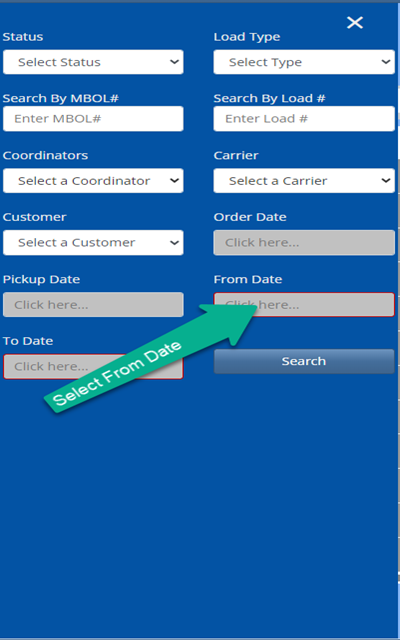 Status
Load Type
Select Status
Select Type
Search By MBOL#
Search By Load #
Enter MBOL#
Enter Load #
Coordinators
Carrier
Select a Coordinator
Select a Carrier
Customer
Order Date
Select a Customer
Click here...
Pickup Date
From Date
Click here...
Click here...
To Date
Click here...
Search
Select From Date